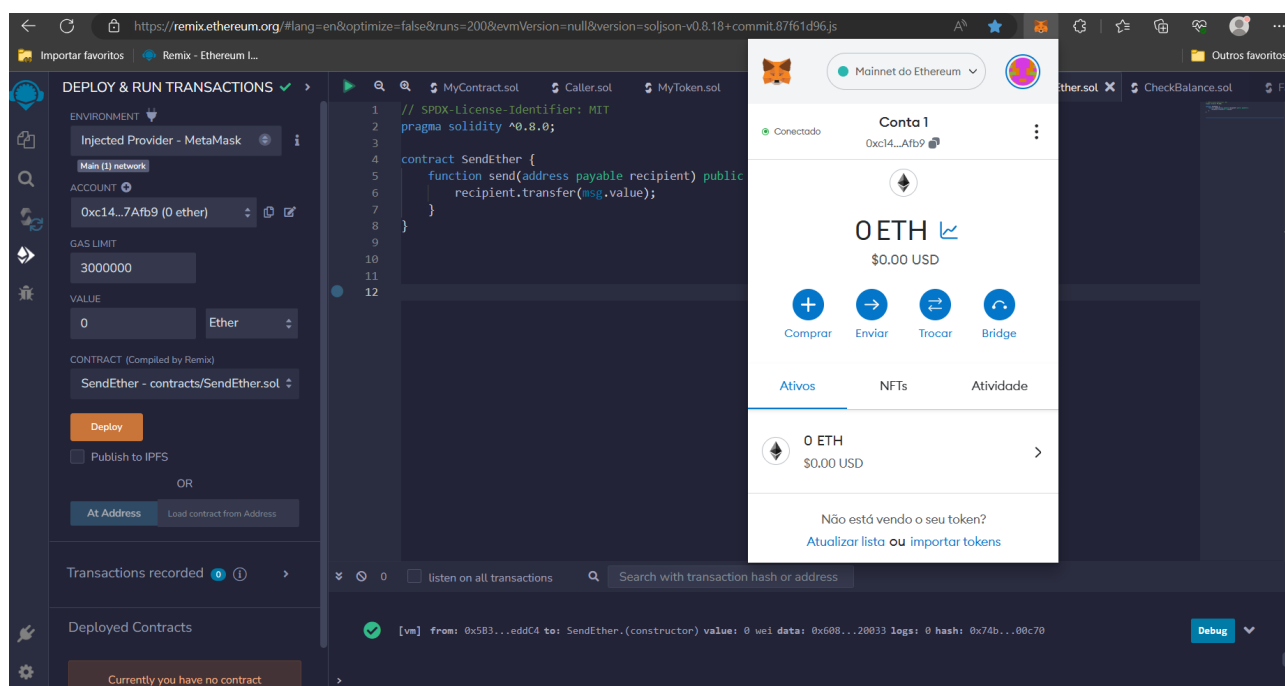 https://remix.ethereum.org/#lang=en&optimize=false&runs=200&evmVersion=null&version=soljson-v0.8.18+commit.87f61d96.js
Importar favoritos
Remix - Ethereum I...
Outros favoritos
DEPLOY & RUN TRANSACTIONS
ENVIRONMENT
Injected Provider - MetaMask
Main (1) network
ACCOUNT
0xc14...7Afb9 (0 ether)
GAS LIMIT
3000000
VALUE
0 Ether
CONTRACT (Compiled by Remix)
SendEther - contracts/SendEther.sol
Deploy
Publish to IPFS
OR
At Address Load contract from Address
Transactions recorded 0
Deployed Contracts
Currently you have no contract
MyContract.sol Caller.sol MyToken.sol
ther.sol CheckBalance.sol F
1 // SPDX-License-Identifier: MIT
2 pragma solidity ^0.8.0;
3
4 contract SendEther {
5 function send(address payable recipient) public
6 recipient.transfer(msg.value);
7 }
8 }
9
10
11
12
Mainnet do Ethereum
Conectado
Conta 1
0xc14...Afb9
0 ETH
$0.00 USD
Comprar Enviar Trocar Bridge
Ativos NFTs Atividade
0 ETH
$0.00 USD
Não está vendo o seu token?
Atualizar lista ou importar tokens
0 listen on all transactions Search with transaction hash or address
[vm] from: 0x5B3...eddC4 to: SendEther.(constructor) value: 0 wei data: 0x608...20033 logs: 0 hash: 0x74b...00c70
Debug
>